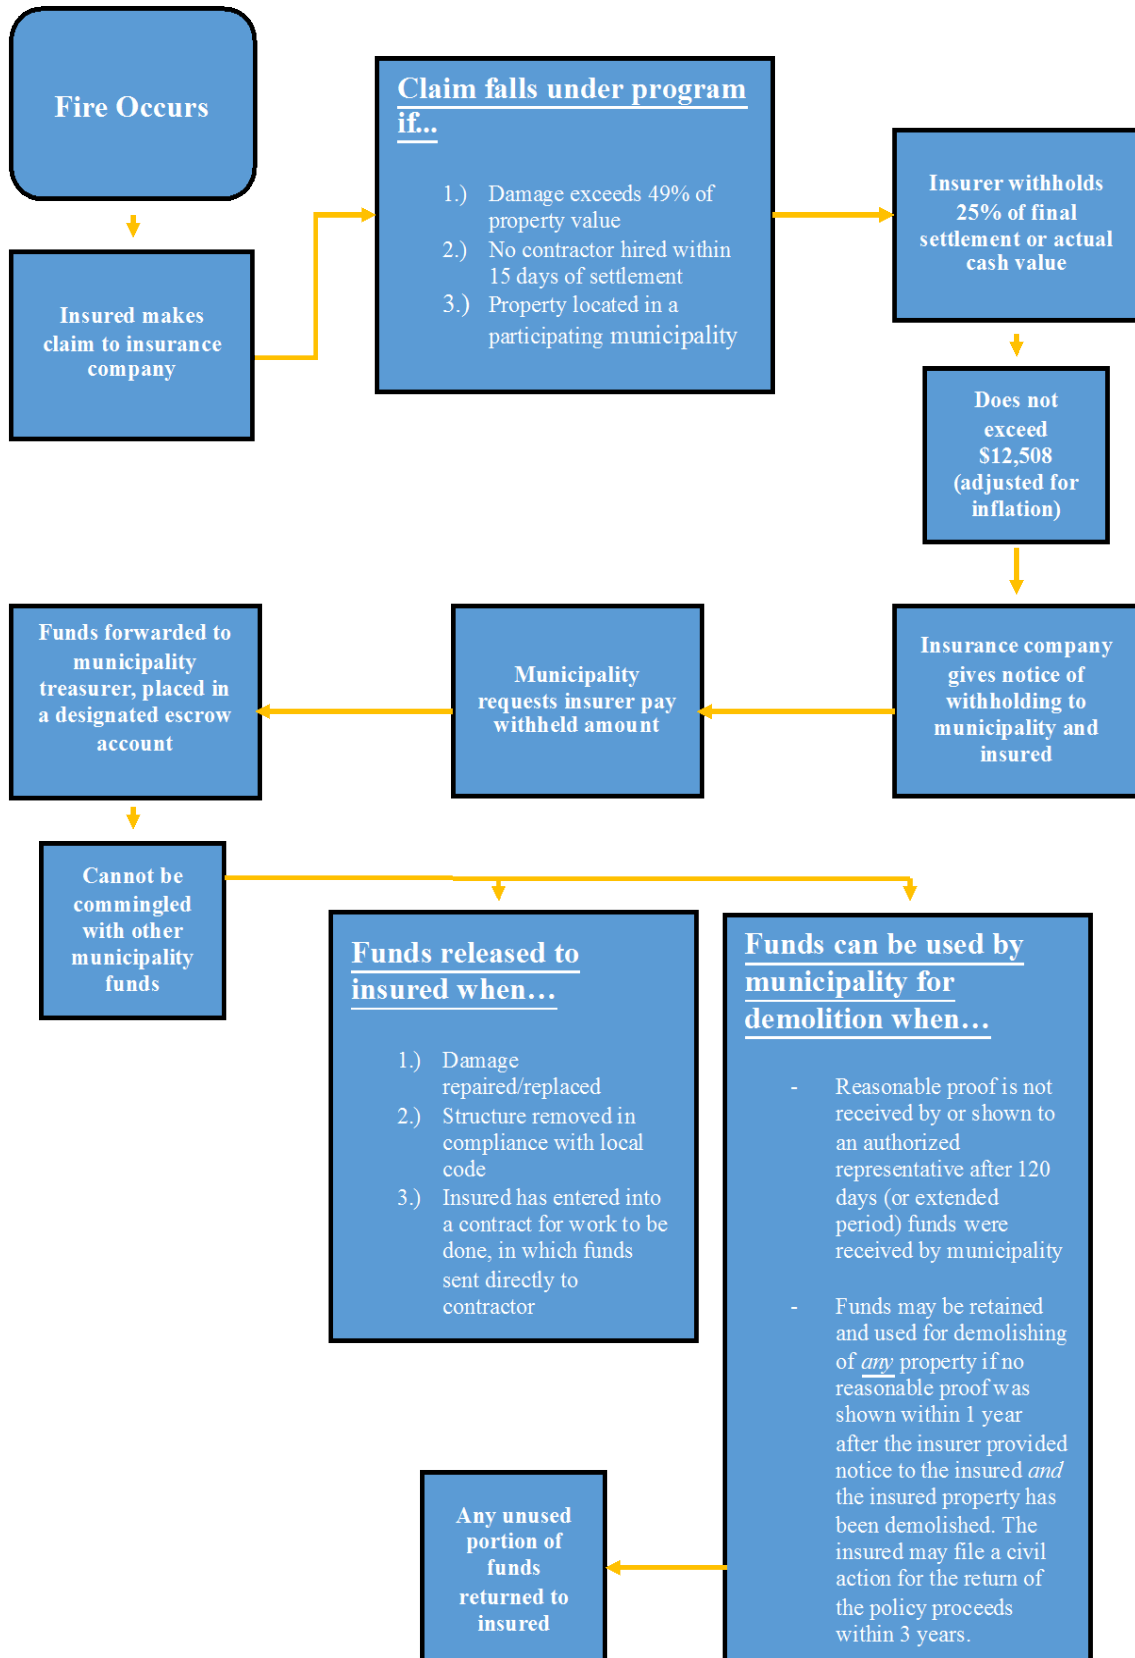 Fire Occurs
Insured makes
claim to insurance
company
Claim falls under program
if...
1.) Damage exceeds 49% of
property value
2.) No contractor hired within
15 days of settlement
3.) Property located in a
participating municipality
Insurer withholds
25% of final
settlement or actual
cash value
Does not
exceed
$12,508
(adjusted for
inflation)
Insurance company
gives notice of
withholding to
municipality and
insured
Municipality
requests insurer pay
withheld amount
Funds forwarded to
municipality
treasurer, placed in
a designated escrow
account
Cannot be
commingled
with other
municipality
funds
Funds released to
insured when…
1.) Damage
repaired/replaced
2.) Structure removed in
compliance with local
code
3.) Insured has entered into
a contract for work to be
done, in which funds
sent directly to
contractor
Funds can be used by
municipality for
demolition when…
- Reasonable proof is not
received by or shown to
an authorized
representative after 120
days (or extended
period) funds were
received by municipality
- Funds may be retained
and used for demolishing
of any property if no
reasonable proof was
shown within 1 year
after the insurer provided
notice to the insured and
the insured property has
been demolished. The
insured may file a civil
action for the return of
the policy proceeds
within 3 years.
Any unused
portion of
funds
returned to
insured